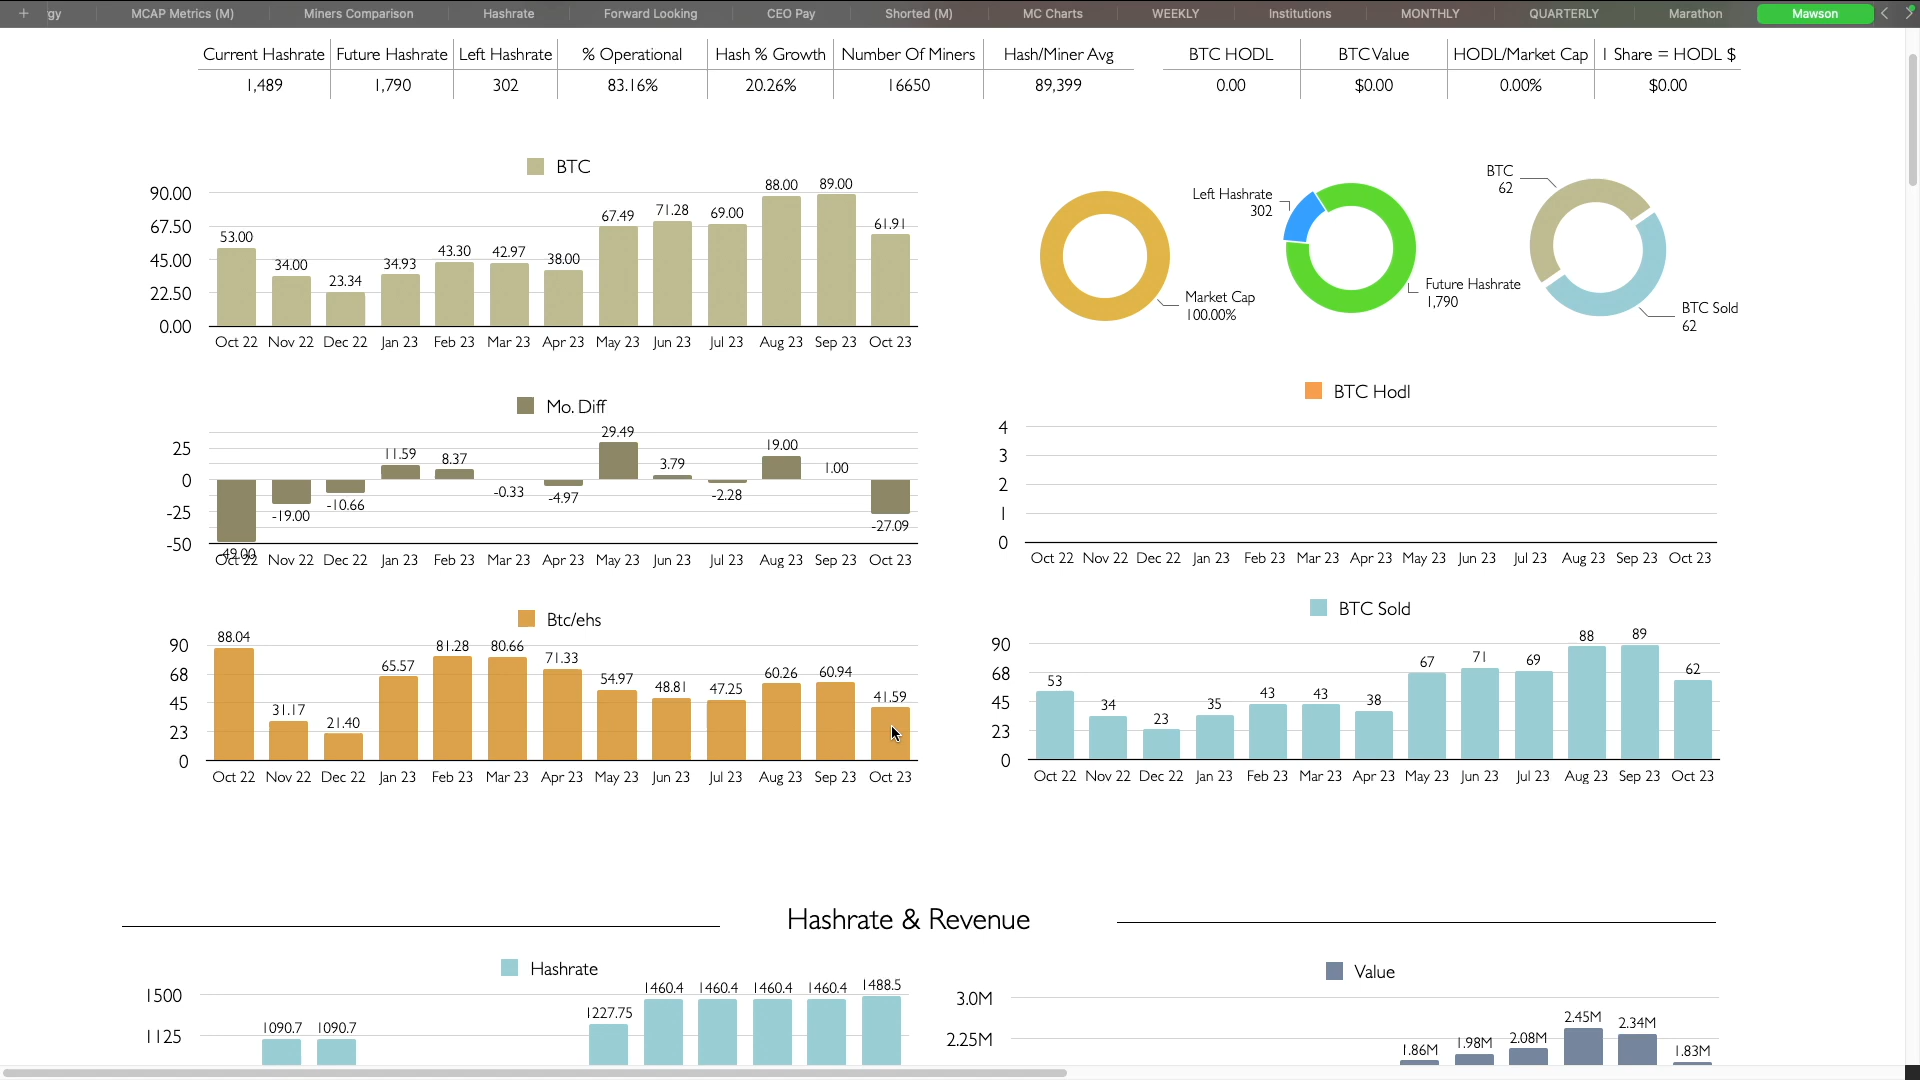 + gy MCAP Metrics (M) Miners Comparison Hashrate Forward Looking CEO Pay Shorted (M) MC Charts WEEKLY Institutions MONTHLY QUARTERLY Marathon Mawson
Current Hashrate Future Hashrate Left Hashrate % Operational Hash % Growth Number Of Miners Hash/Miner Avg BTC HODL BTC Value HODL/Market Cap 1 Share = HODL $
1,489 1,790 302 83.16% 20.26% 16650 89,399 0.00 $0.00 0.00% $0.00
BTC
90.00
67.50
45.00
22.50
0.00
53.00 34.00 23.34 34.93 43.30 42.97 38.00 67.49 71.28 69.00 88.00 89.00 61.91
Oct 22 Nov 22 Dec 22 Jan 23 Feb 23 Mar 23 Apr 23 May 23 Jun 23 Jul 23 Aug 23 Sep 23 Oct 23
Market Cap
100.00%
Left Hashrate
302
Future Hashrate
1,790
BTC
62
BTC Sold
62
Mo. Diff
25
0
-25
-50
-49.00 -19.00 -10.66 11.59 8.37 -0.33 -4.97 29.49 3.79 -2.28 19.00 1.00 -27.09
Oct 22 Nov 22 Dec 22 Jan 23 Feb 23 Mar 23 Apr 23 May 23 Jun 23 Jul 23 Aug 23 Sep 23 Oct 23
BTC Hodl
4
3
2
1
0
Oct 22 Nov 22 Dec 22 Jan 23 Feb 23 Mar 23 Apr 23 May 23 Jun 23 Jul 23 Aug 23 Sep 23 Oct 23
Btc/ehs
90
68
45
23
0
88.04 31.17 21.40 65.57 81.28 80.66 71.33 54.97 48.81 47.25 60.26 60.94 41.59
Oct 22 Nov 22 Dec 22 Jan 23 Feb 23 Mar 23 Apr 23 May 23 Jun 23 Jul 23 Aug 23 Sep 23 Oct 23
BTC Sold
90
68
45
23
0
53 34 23 35 43 43 38 67 71 69 88 89 62
Oct 22 Nov 22 Dec 22 Jan 23 Feb 23 Mar 23 Apr 23 May 23 Jun 23 Jul 23 Aug 23 Sep 23 Oct 23
Hashrate & Revenue
Hashrate
1500
1125
1090.7 1090.7 1227.75 1460.4 1460.4 1460.4 1460.4 1488.5
Value
3.0M
2.25M
1.86M 1.98M 2.08M 2.45M 2.34M 1.83M